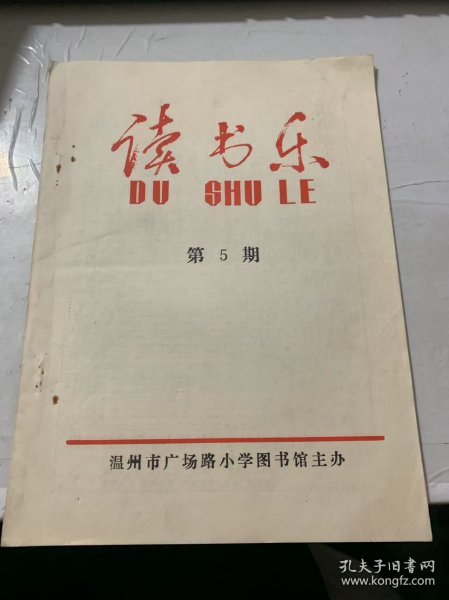 读书乐
DU SHU LE
第 5 期
温州市广场路小学图书馆主办
孔夫子旧书网
www.kongfz.com